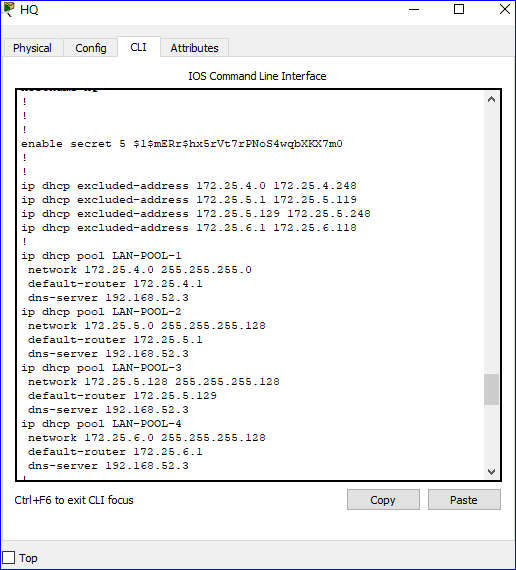 HQ
Physical Config CLI Attributes
IOS Command Line Interface
!
!
!
enable secret 5 $1$mERr$hx5rVt7rPNoS4wqbXKX7m0
!
!
ip dhcp excluded-address 172.25.4.0 172.25.4.248
ip dhcp excluded-address 172.25.5.1 172.25.5.119
ip dhcp excluded-address 172.25.5.129 172.25.5.248
ip dhcp excluded-address 172.25.6.1 172.25.6.118
!
ip dhcp pool LAN-POOL-1
network 172.25.4.0 255.255.255.0
default-router 172.25.4.1
dns-server 192.168.52.3
ip dhcp pool LAN-POOL-2
network 172.25.5.0 255.255.255.128
default-router 172.25.5.1
dns-server 192.168.52.3
ip dhcp pool LAN-POOL-3
network 172.25.5.128 255.255.255.128
default-router 172.25.5.129
dns-server 192.168.52.3
ip dhcp pool LAN-POOL-4
network 172.25.6.0 255.255.255.128
default-router 172.25.6.1
dns-server 192.168.52.3
Ctrl+F6 to exit CLI focus
Copy Paste
Top